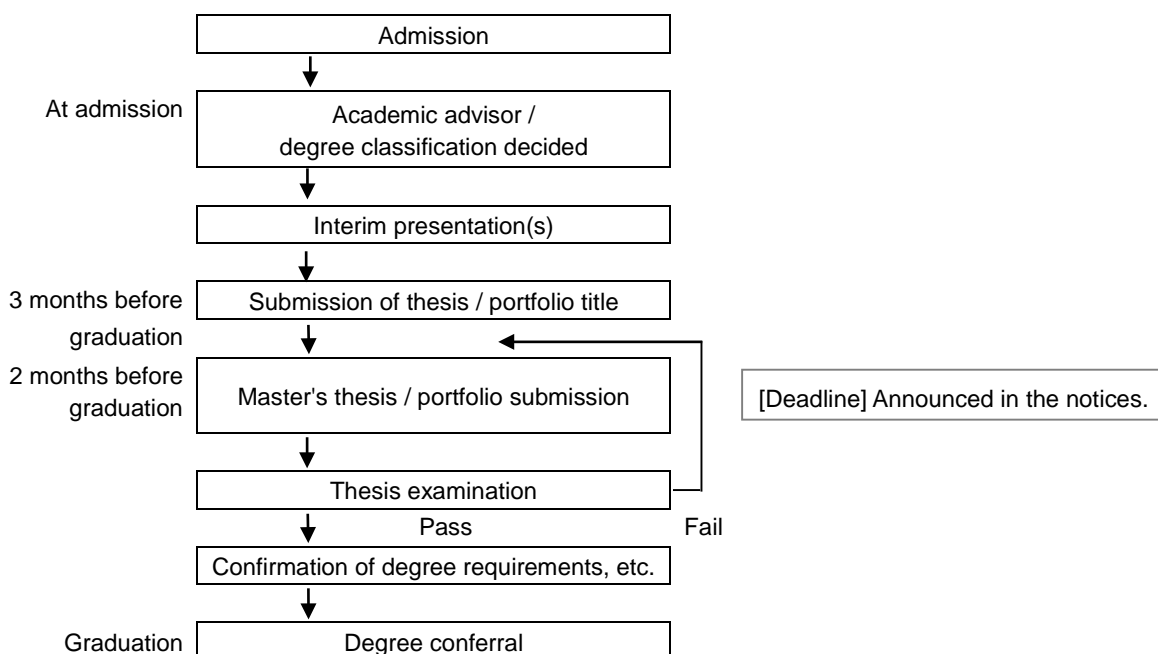 Admission
At admission
Academic advisor /
degree classification decided
Interim presentation(s)
3 months before
graduation
Submission of thesis / portfolio title
2 months before
graduation
Master's thesis / portfolio submission
[Deadline] Announced in the notices.
Thesis examination
Pass
Fail
Confirmation of degree requirements, etc.
Graduation
Degree conferral